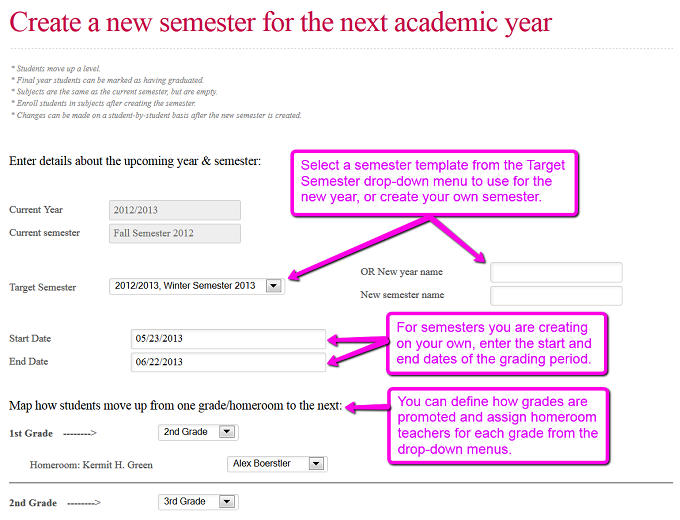 Create a new semester for the next academic year
* Students move up a level.
* Final year students can be marked as having graduated.
* Subjects are the same as the current semester, but are empty.
* Enroll students in subjects after creating the semester.
* Changes can be made on a student-by-student basis after the new semester is created.
Enter details about the upcoming year & semester:
Select a semester template from the Target
Semester drop-down menu to use for the
new year, or create your own semester.
Current Year 2012/2013
Current semester Fall Semester 2012
Target Semester 2012/2013, Winter Semester 2013
OR New year name
New semester name
Start Date 05/23/2013
End Date 06/22/2013
For semesters you are creating
on your own, enter the start and
end dates of the grading period.
Map how students move up from one grade/homeroom to the next:
You can define how grades are
promoted and assign homeroom
teachers for each grade from the
drop-down menus.
1st Grade --------> 2nd Grade
Homeroom: Kermit H. Green Alex Boerstler
2nd Grade --------> 3rd Grade